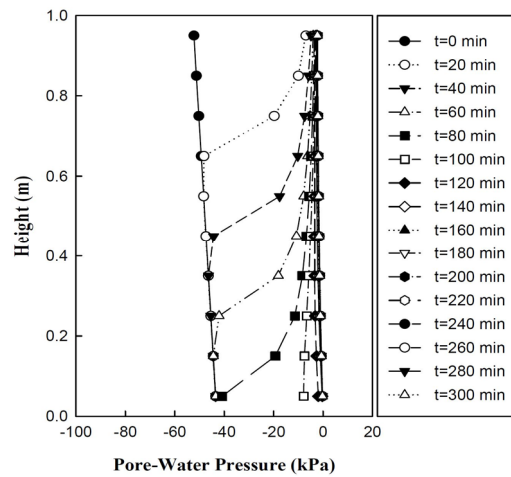 1.0
0.8
0.6
0.4
0.2
0.0
Height (m)
-100 -80 -60 -40 -20 0 20
Pore-Water Pressure (kPa)
t=0 min
t=20 min
t=40 min
t=60 min
t=80 min
t=100 min
t=120 min
t=140 min
t=160 min
t=180 min
t=200 min
t=220 min
t=240 min
t=260 min
t=280 min
t=300 min